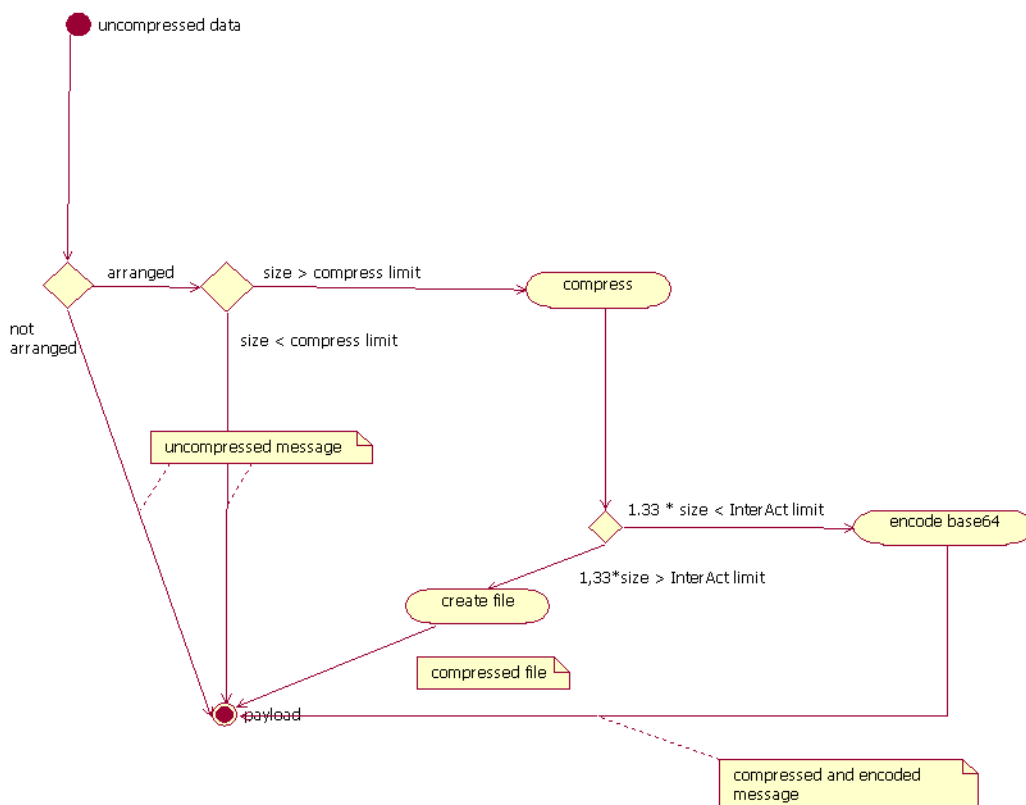 uncompressed data
arranged
size > compress limit
compress
not
arranged
size < compress limit
uncompressed message
1.33 * size < InterAct limit
encode base64
1,33*size > InterAct limit
create file
compressed file
payload
compressed and encoded
message